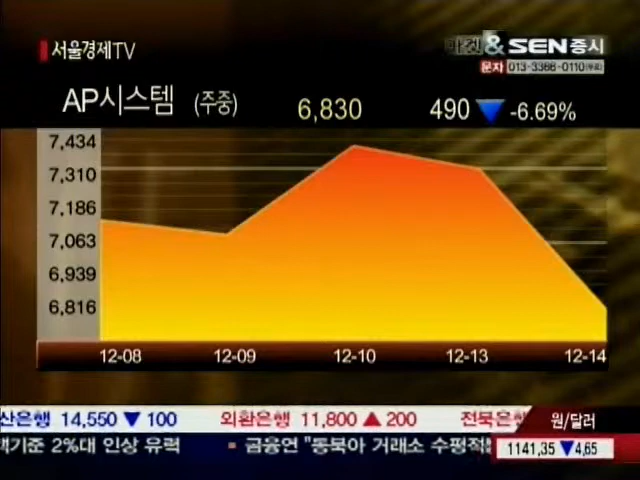 서울경제TV
마켓&SEN증시
문자 013-3366-0110(무료)
AP시스템 (주중) 6,830 490 ▼ -6.69%
7,434
7,310
7,186
7,063
6,939
6,816
12-08 12-09 12-10 12-13 12-14
산은행 14,550 ▼ 100 외환은행 11,800 ▲ 200 전북은행 원/달러
기준 2%대 인상 유력 ▪ 금융연 "동북아 거래소 수평적 1141,35 ▼4,65